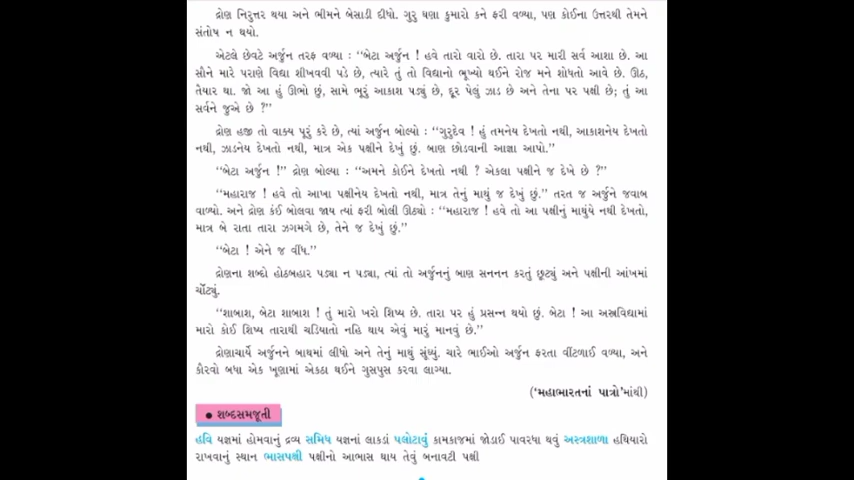 દ્રોણ નિરુત્તર થયા અને ભીમને બેસાડી દીધો. ગુરુ ઘણા કુમારો કને ફરી વળ્યા, પણ કોઈના ઉત્તરથી તેમને
સંતોષ ન થયો.
એટલે છેવટે અર્જુન તરફ વળ્યા : ‘‘બેટા અર્જુન ! હવે તારો વારો છે. તારા પર મારી સર્વ આશા છે. આ
સૌને મારે પરાણે વિદ્યા શીખવવી પડે છે, ત્યારે તું તો વિદ્યાનો ભૂખ્યો થઈને રોજ મને શોધતો આવે છે. ઊઠ,
તૈયાર થા. જો આ હું ઊભો છું, સામે ભૂરું આકાશ પડ્યું છે, દૂર પેલું ઝાડ છે અને તેના પર પક્ષી છે; તું આ
સર્વને જુએ છે ?’’
દ્રોણ હજી તો વાક્ય પૂરું કરે છે, ત્યાં અર્જુન બોલ્યો : ‘‘ગુરુદેવ ! હું તમનેય દેખતો નથી, આકાશનેય દેખતો
નથી, ઝાડનેય દેખતો નથી, માત્ર એક પક્ષીને દેખું છું. બાણ છોડવાની આજ્ઞા આપો.’’
‘‘બેટા અર્જુન !’’ દ્રોણ બોલ્યા : ‘‘અમને કોઈને દેખતો નથી ? એકલા પક્ષીને જ દેખે છે ?’’
‘‘મહારાજ ! હવે તો આખા પક્ષીનેય દેખતો નથી, માત્ર તેનું માથું જ દેખું છું.’’ તરત જ અર્જુને જવાબ
વાળ્યો. અને દ્રોણ કંઈ બોલવા જાય ત્યાં ફરી બોલી ઊઠ્યો : ‘‘મહારાજ ! હવે તો આ પક્ષીનું માથુંયે નથી દેખતો,
માત્ર બે રાતા તારા ઝગમગે છે, તેને જ દેખું છું.’’
‘‘બેટા ! એને જ વીંધ.’’
દ્રોણના શબ્દો હોઠબહાર પડ્યા ન પડ્યા, ત્યાં તો અર્જુનનું બાણ સનનન કરતું છૂટ્યું અને પક્ષીની આંખમાં
ચોંટ્યું.
‘‘શાબાશ, બેટા શાબાશ ! તું મારો ખરો શિષ્ય છે. તારા પર હું પ્રસન્ન થયો છું. બેટા ! આ અસ્ત્રવિદ્યામાં
મારો કોઈ શિષ્ય તારાથી ચડિયાતો નહિ થાય એવું મારું માનવું છે.’’
દ્રોણાચાર્યે અર્જુનને બાથમાં લીધો અને તેનું માથું સૂંઘ્યું. ચારે ભાઈઓ અર્જુન ફરતા વીંટળાઈ વળ્યા, અને
કૌરવો બધા એક ખૂણામાં એકઠા થઈને ગુસપુસ કરવા લાગ્યા.
(‘મહાભારતનાં પાત્રો’માંથી)
● શબ્દસમજૂતી
હવિ યજ્ઞમાં હોમવાનું દ્રવ્ય સમિધ યજ્ઞનાં લાકડાં પલોટાવું કામકાજમાં જોડાઈ પાવરધા થવું અસ્ત્રશાળા હથિયારો
રાખવાનું સ્થાન ભાસપક્ષી પક્ષીનો આભાસ થાય તેવું બનાવટી પક્ષી